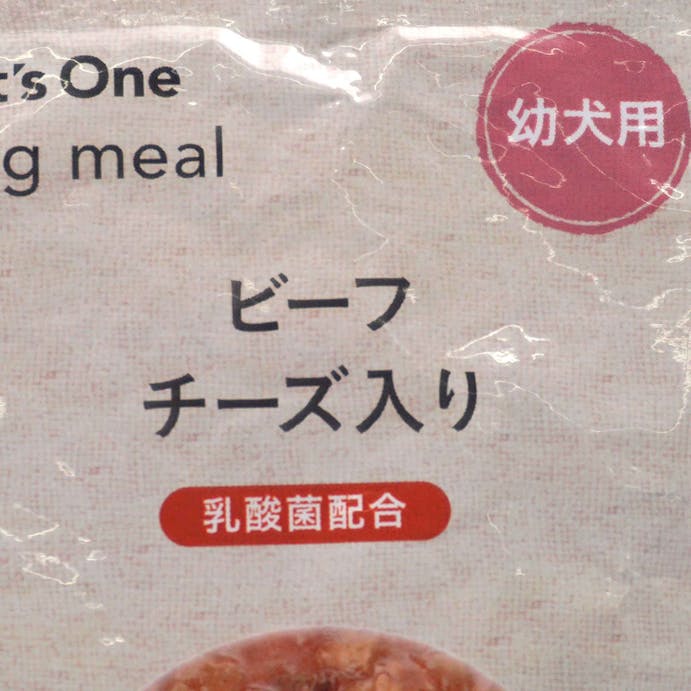 t's One
g meal
幼犬用
ビーフ
チーズ入り
乳酸菌配合